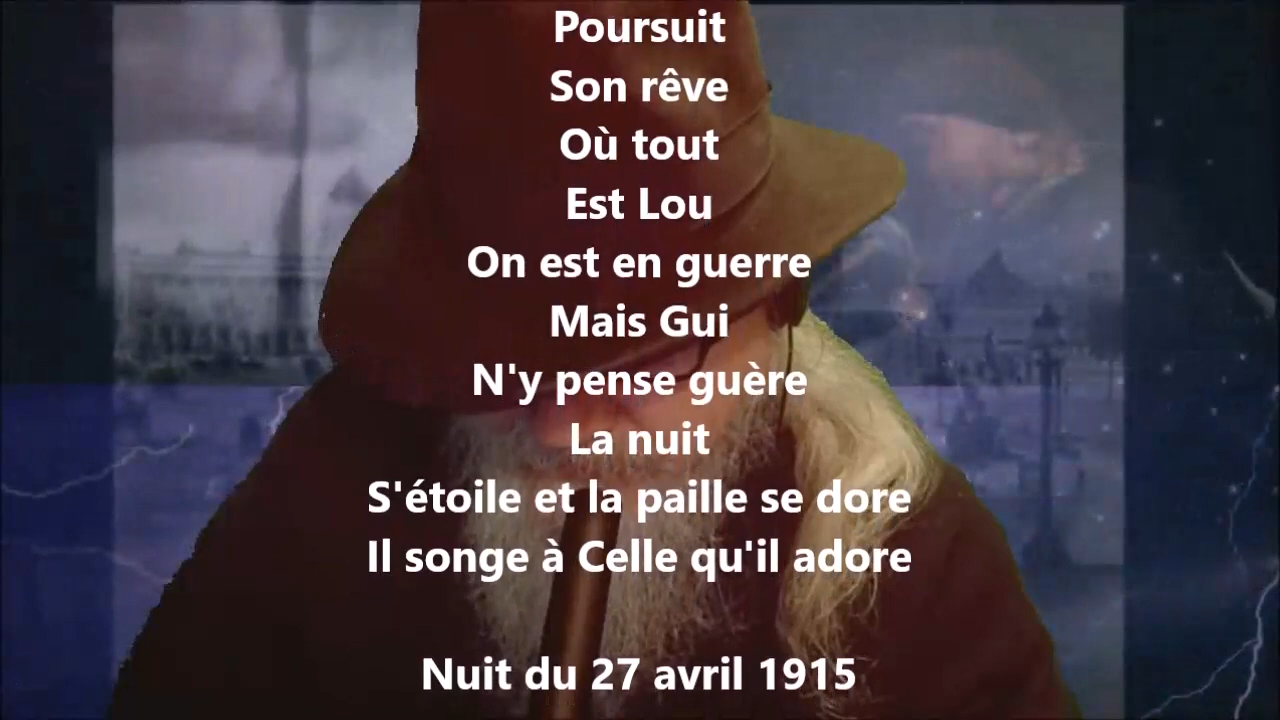 Poursuit
Son rêve
Où tout
Est Lou
On est en guerre
Mais Gui
N'y pense guère
La nuit
S'étoile et la paille se dore
Il songe à Celle qu'il adore
Nuit du 27 avril 1915